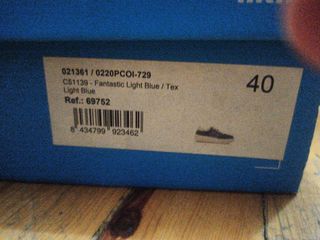 021361 / 0220PCOI-729
C51139 - Fantastic Light Blue / Tex
Light Blue
Ref.: 69752
40
8 434799 923462